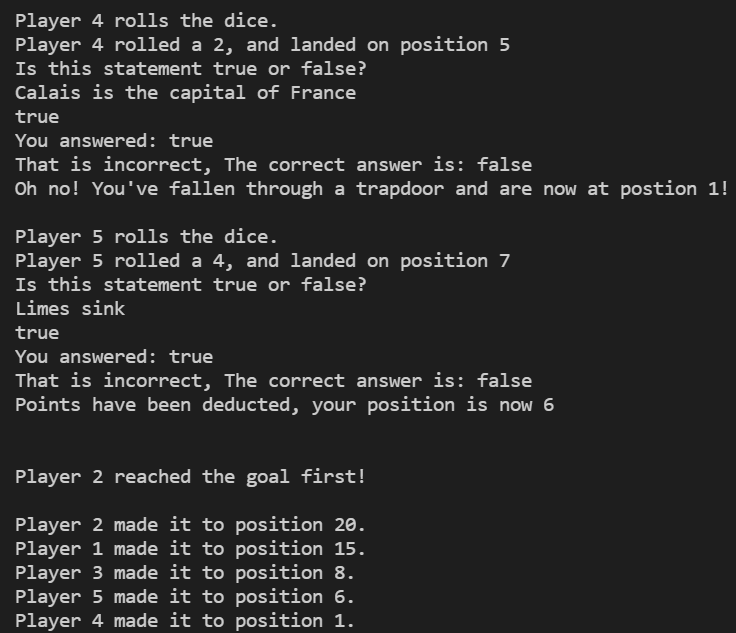 Player 4 rolls the dice.
Player 4 rolled a 2, and landed on position 5
Is this statement true or false?
Calais is the capital of France
true
You answered: true
That is incorrect, The correct answer is: false
Oh no! You've fallen through a trapdoor and are now at postion 1!
Player 5 rolls the dice.
Player 5 rolled a 4, and landed on position 7
Is this statement true or false?
Limes sink
true
You answered: true
That is incorrect, The correct answer is: false
Points have been deducted, your position is now 6
Player 2 reached the goal first!
Player 2 made it to position 20.
Player 1 made it to position 15.
Player 3 made it to position 8.
Player 5 made it to position 6.
Player 4 made it to position 1.